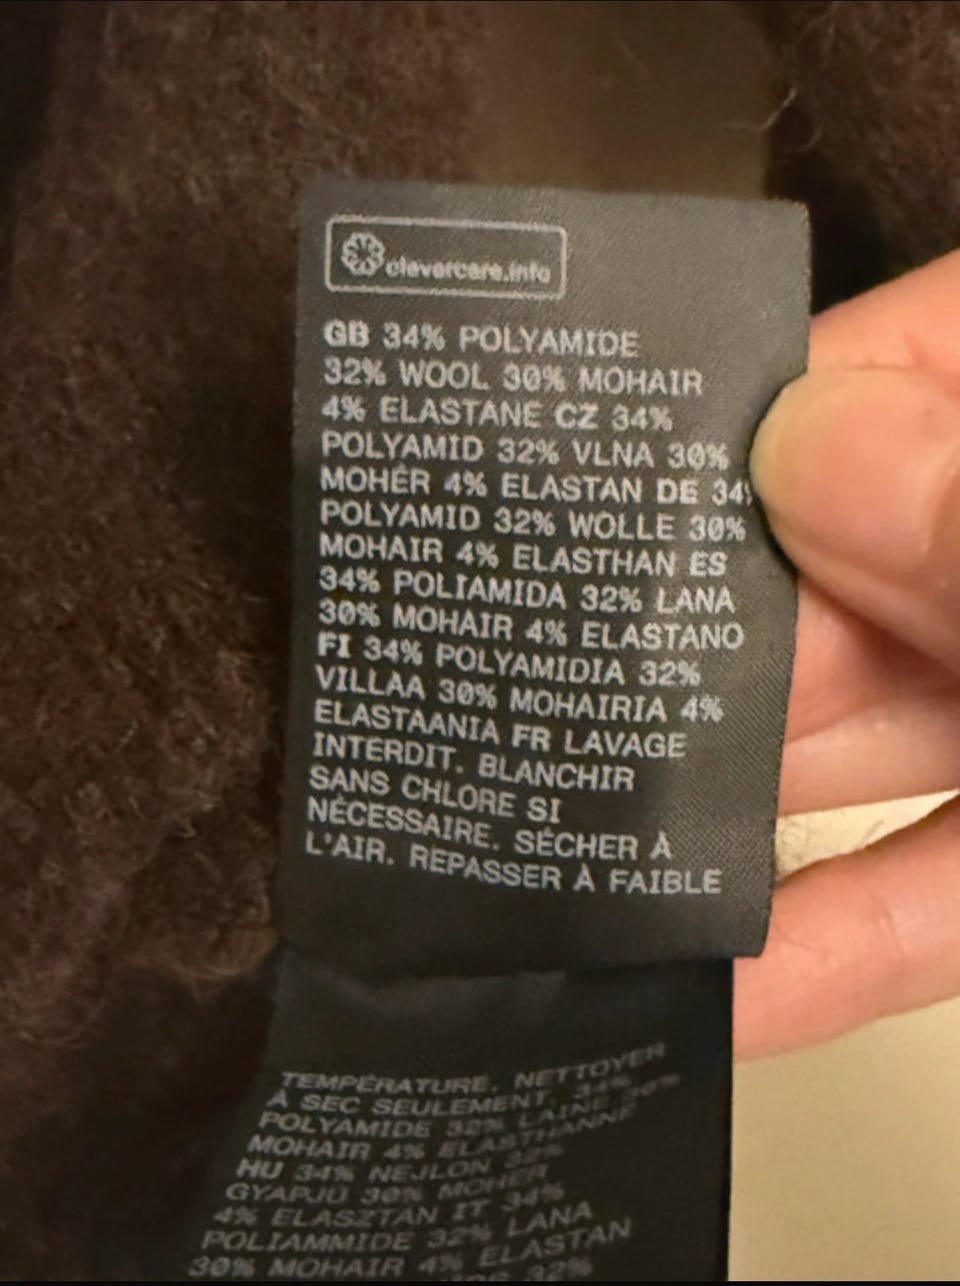 clevercare.info
GB 34% POLYAMIDE
32% WOOL 30% MOHAIR
4% ELASTANE CZ 34%
POLYAMID 32% VLNA 30%
MOHÉR 4% ELASTAN DE 34%
POLYAMID 32% WOLLE 30%
MOHAIR 4% ELASTHAN ES
34% POLIAMIDA 32% LANA
30% MOHAIR 4% ELASTANO
FI 34% POLYAMIDIA 32%
VILLAA 30% MOHAIRIA 4%
ELASTAANIA FR LAVAGE
INTERDIT. BLANCHIR
SANS CHLORE SI
NÉCESSAIRE. SÉCHER À
L'AIR. REPASSER À FAIBLE
TEMPÉRATURE. NETTOYER
À SEC SEULEMENT. 34%
POLYAMIDE 32% LAINE 30%
MOHAIR 4% ELASTHANNE
HU 34% NEJLON 32%
GYAPJÚ 30% MOHER
4% ELASZTÁN IT 34%
POLIAMMIDE 32% LANA
30% MOHAIR 4% ELASTAN
32%